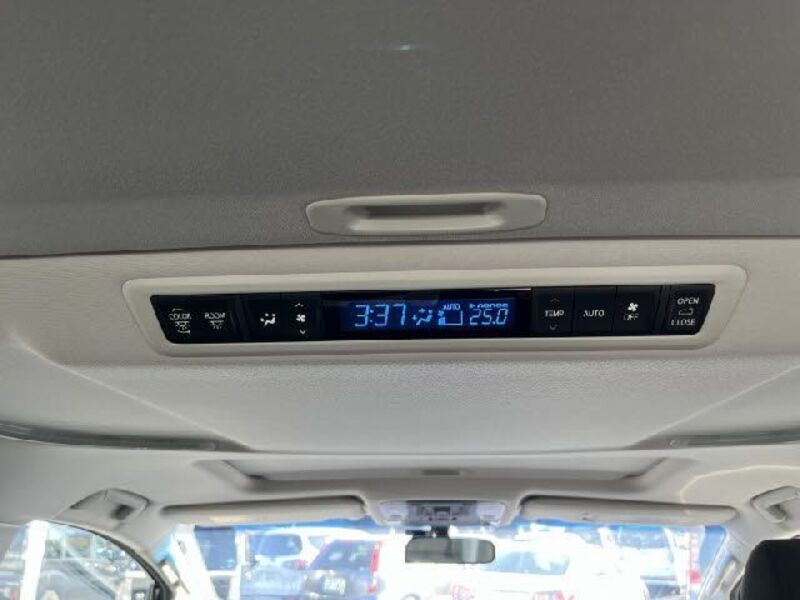 COLOR
ROOM
3:37
AUTO
25.0
TEMP
AUTO
OFF
OPEN
CLOSE